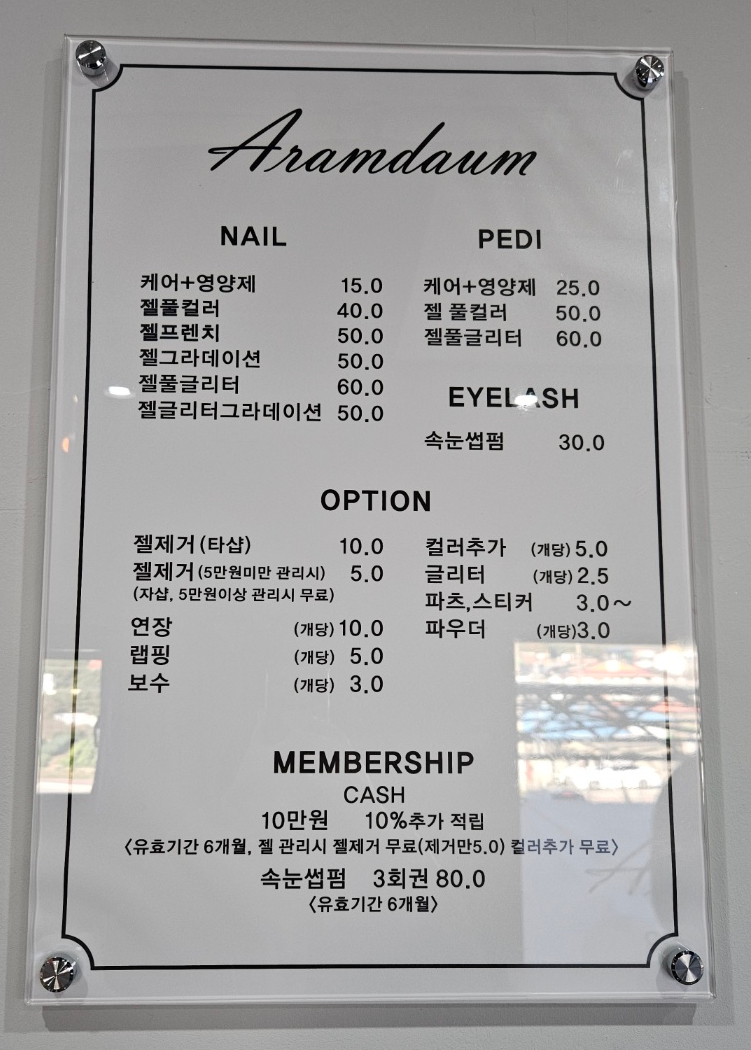 Aramdaum
NAIL
케어+영양제 15.0
젤풀컬러 40.0
젤프렌치 50.0
젤그라데이션 50.0
젤풀글리터 60.0
젤글리터그라데이션 50.0
PEDI
케어+영양제 25.0
젤 풀컬러 50.0
젤풀글리터 60.0
EYELASH
속눈썹펌 30.0
OPTION
젤제거 (타샵) 10.0
젤제거 (5만원미만 관리시) 5.0
(자샵, 5만원이상 관리시 무료)
연장 (개당) 10.0
랩핑 (개당) 5.0
보수 (개당) 3.0
컬러추가 (개당) 5.0
글리터 (개당) 2.5
파츠,스티커 3.0~
파우더 (개당)3.0
MEMBERSHIP
CASH
10만원 10%추가 적립
<유효기간 6개월, 젤 관리시 젤제거 무료(제거만5.0) 컬러추가 무료>
속눈썹펌 3회권 80.0
<유효기간 6개월>